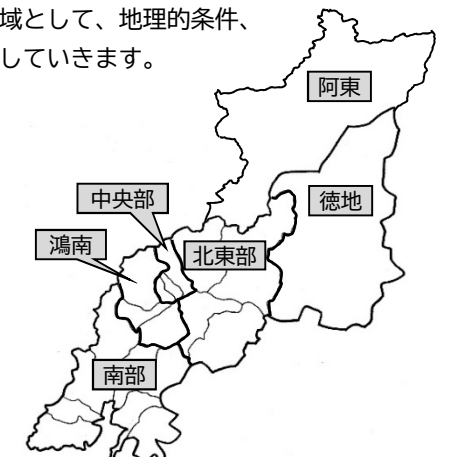 域として、地理的条件、
していきます。
阿東
徳地
中央部
鴻南
北東部
南部